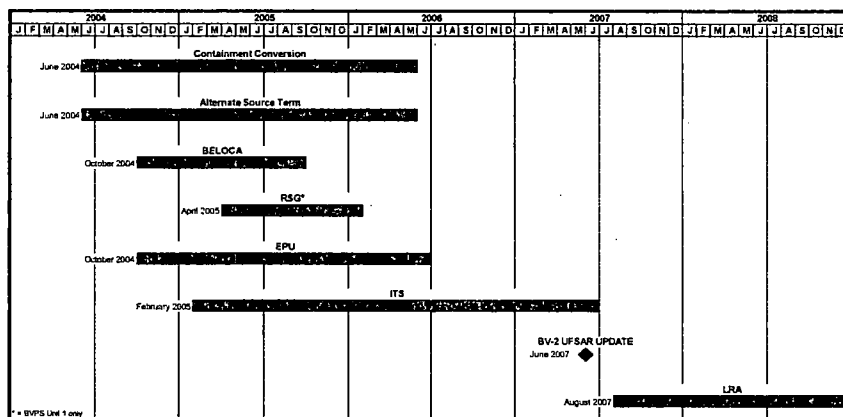 2004 2005 2006 2007 2008
J F M A M J J A S O N D J F M A M J J A S O N D J F M A M J J A S O N D J F M A M J J A S O N D J F M A M J J A S O N D
Containment Conversion
June 2004
Alternate Source Term
June 2004
BELOCA
October 2004
RSG*
April 2005
EPU
October 2004
ITS
February 2005
BV-2 UFSAR UPDATE
June 2007
LRA
August 2007
* = BVPS Unit 1 only